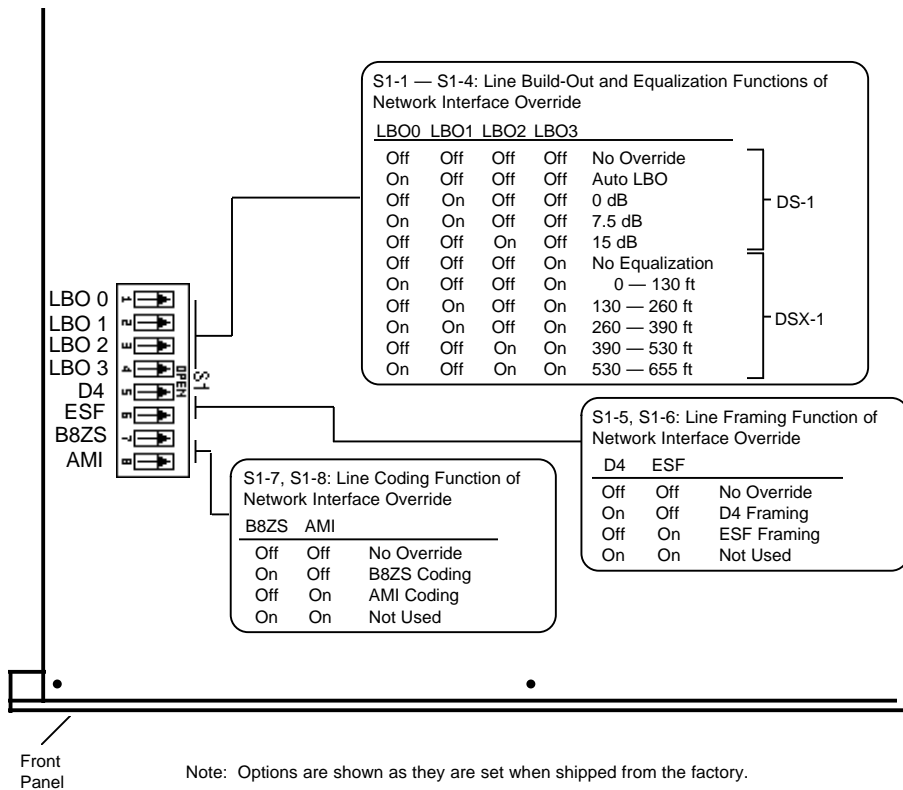 S1-1 — S1-4: Line Build-Out and Equalization Functions of
Network Interface Override
LBO0 LBO1 LBO2 LBO3
Off Off Off Off No Override
On Off Off Off Auto LBO
Off On Off Off 0 dB
On On Off Off 7.5 dB
Off Off On Off 15 dB
DS-1
Off Off Off On No Equalization
On Off Off On 0 — 130 ft
Off On Off On 130 — 260 ft
On On Off On 260 — 390 ft
Off Off On On 390 — 530 ft
On Off On On 530 — 655 ft
DSX-1
LBO 0 1
LBO 1 2
LBO 2 3
LBO 3 4
D4 5
ESF 6
B8ZS 7
AMI 8
OPEN
S1
S1-5, S1-6: Line Framing Function of
Network Interface Override
D4 ESF
Off Off No Override
On Off D4 Framing
Off On ESF Framing
On On Not Used
S1-7, S1-8: Line Coding Function of
Network Interface Override
B8ZS AMI
Off Off No Override
On Off B8ZS Coding
Off On AMI Coding
On On Not Used
Front
Panel
Note: Options are shown as they are set when shipped from the factory.